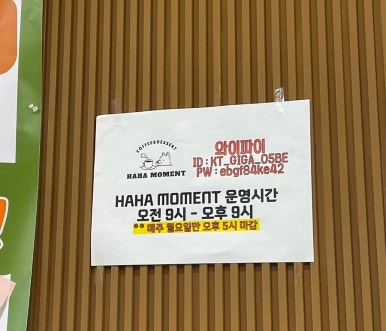 COFFEE&DESSERT
HAHA MOMENT
와이파이
ID : KT_GIGA_05BE
PW : ebgf84ke42
HAHA MOMENT 운영시간
오전 9시 - 오후 9시
** 매주 월요일만 오후 5시 마감